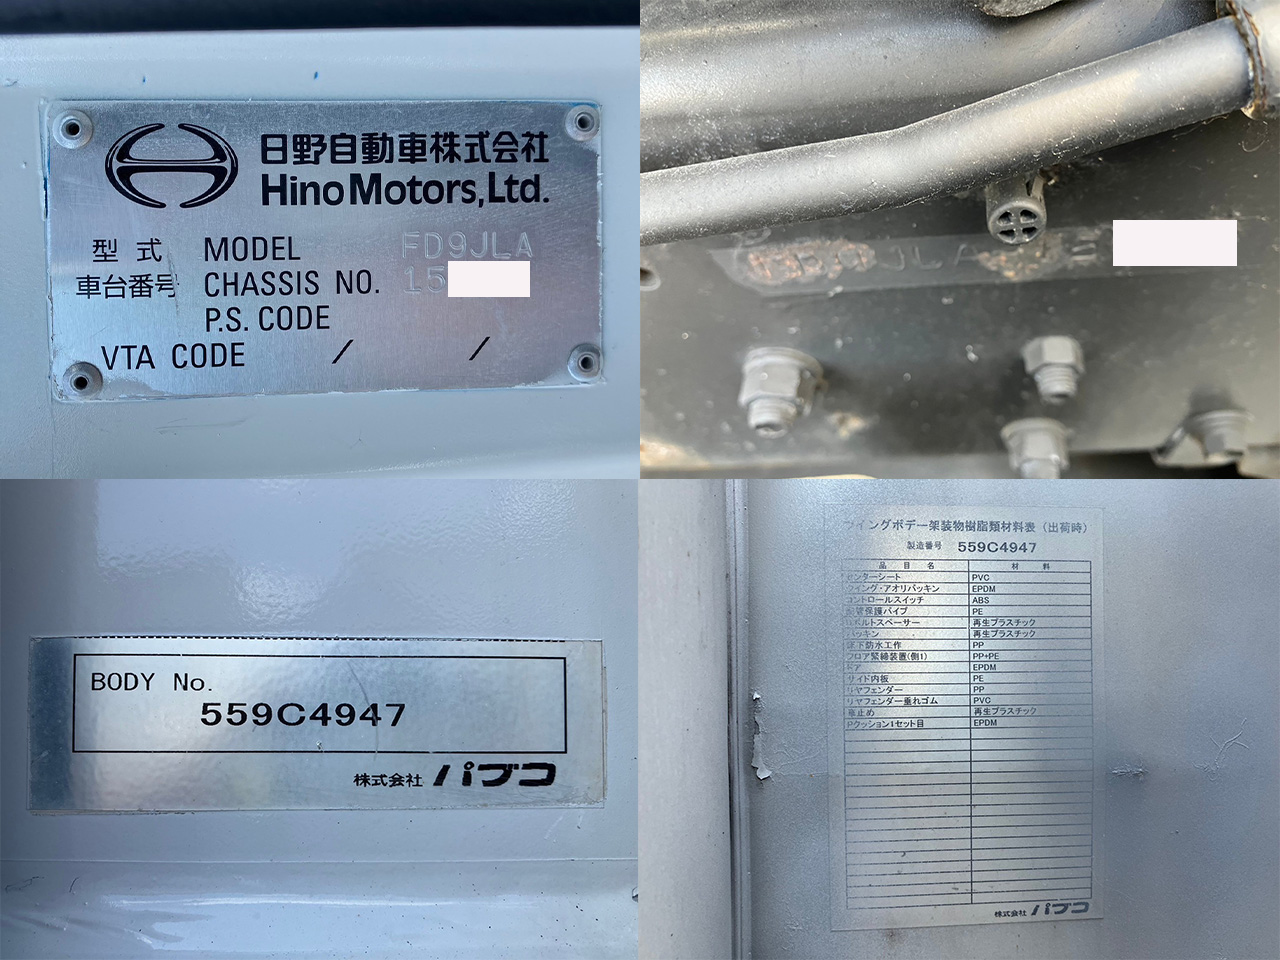 日野自動車株式会社
Hino Motors, Ltd.
型式 MODEL FD9JLA
車台番号 CHASSIS NO. 15
P.S. CODE
VTA CODE / /
JLA
BODY No.
559C4947
株式会社 パブコ
ウイングボデー架装物樹脂類材料表（出荷時）
製造番号 559C4947
品目名 材料
センターシート PVC
ウイング・アオリパッキン EPDM
コントロールスイッチ ABS
配管保護パイプ PE
Uボルトスペーサー 再生プラスチック
パッキン 再生プラスチック
床下防水工作 PP
フロア緊締装置(側1) PP+PE
ドア EPDM
サイド内板 PE
リヤフェンダー PP
リヤフェンダー垂れゴム PVC
車止め 再生プラスチック
Pクッション1セット目 EPDM
株式会社 パブコ